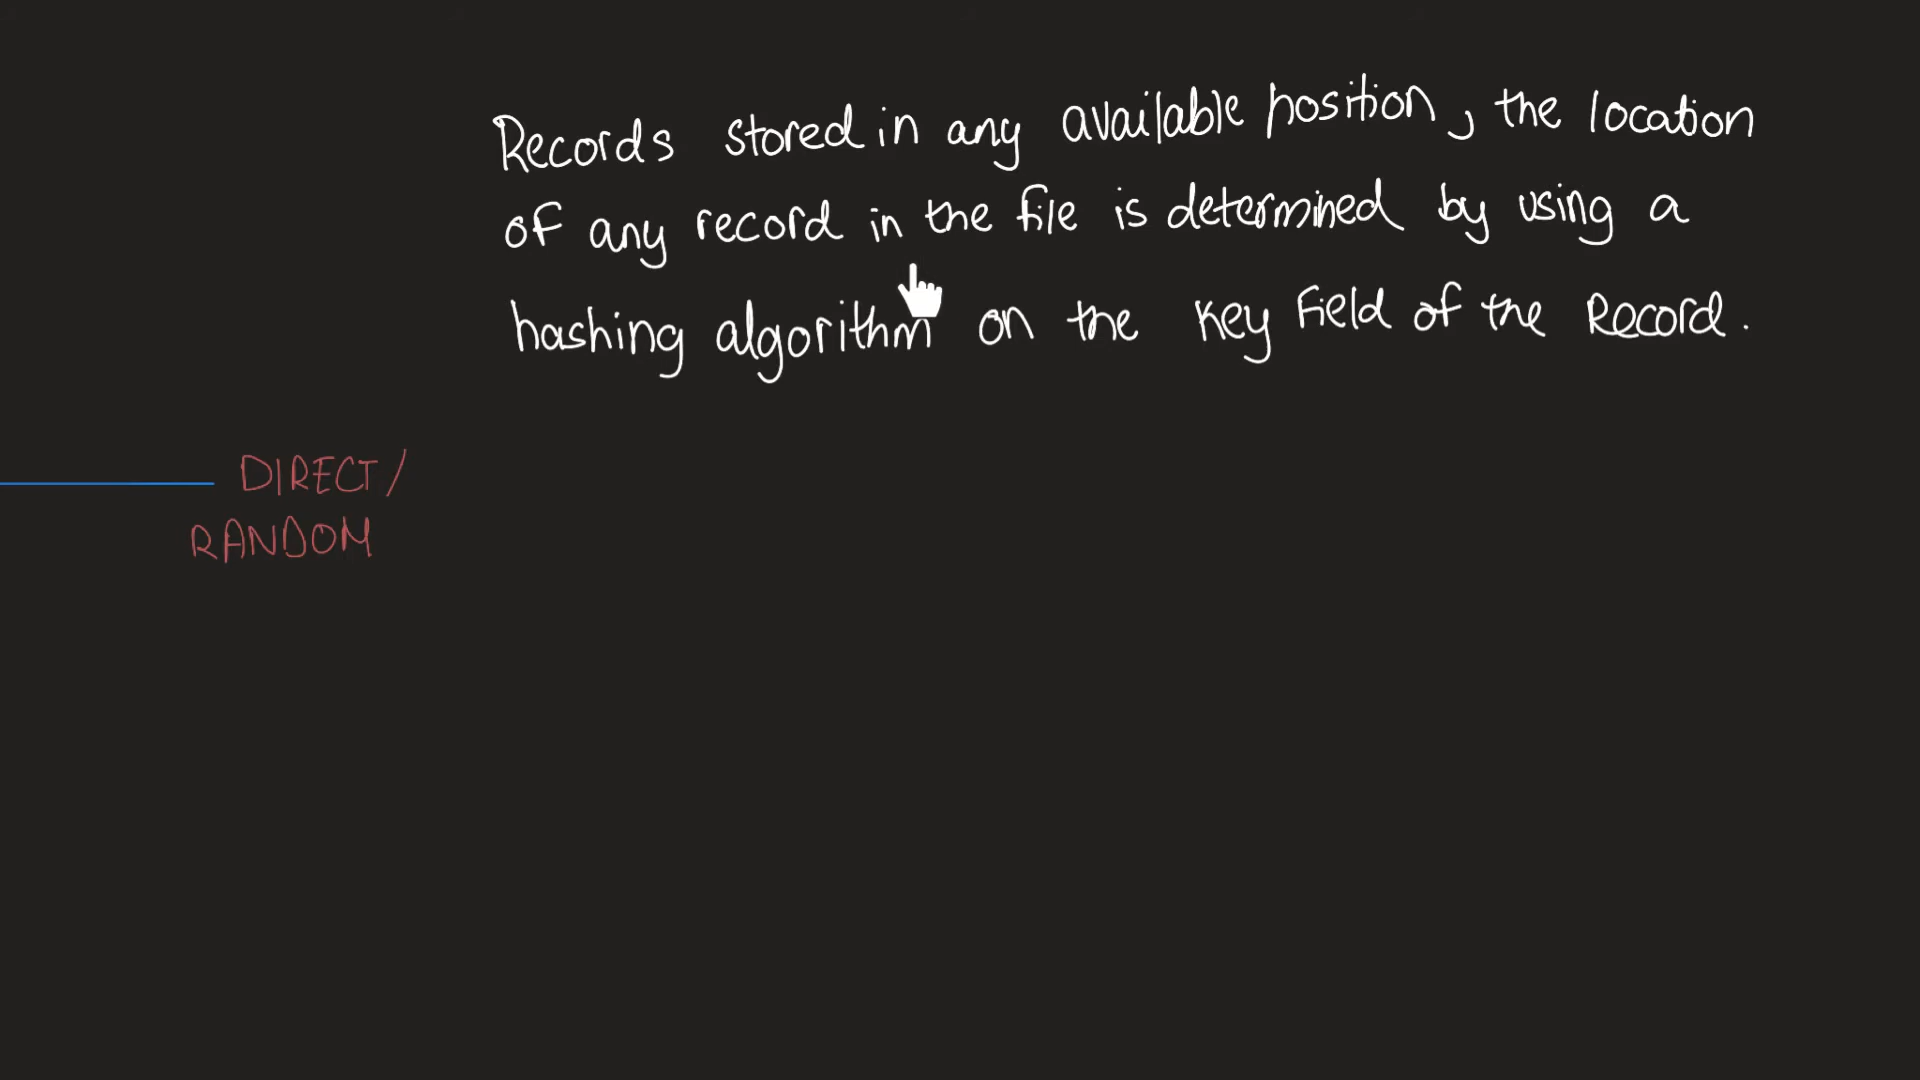 Records stored in any available position, the location
of any record in the file is determined by using a
hashing algorithm on the key field of the Record.
DIRECT/
RANDOM